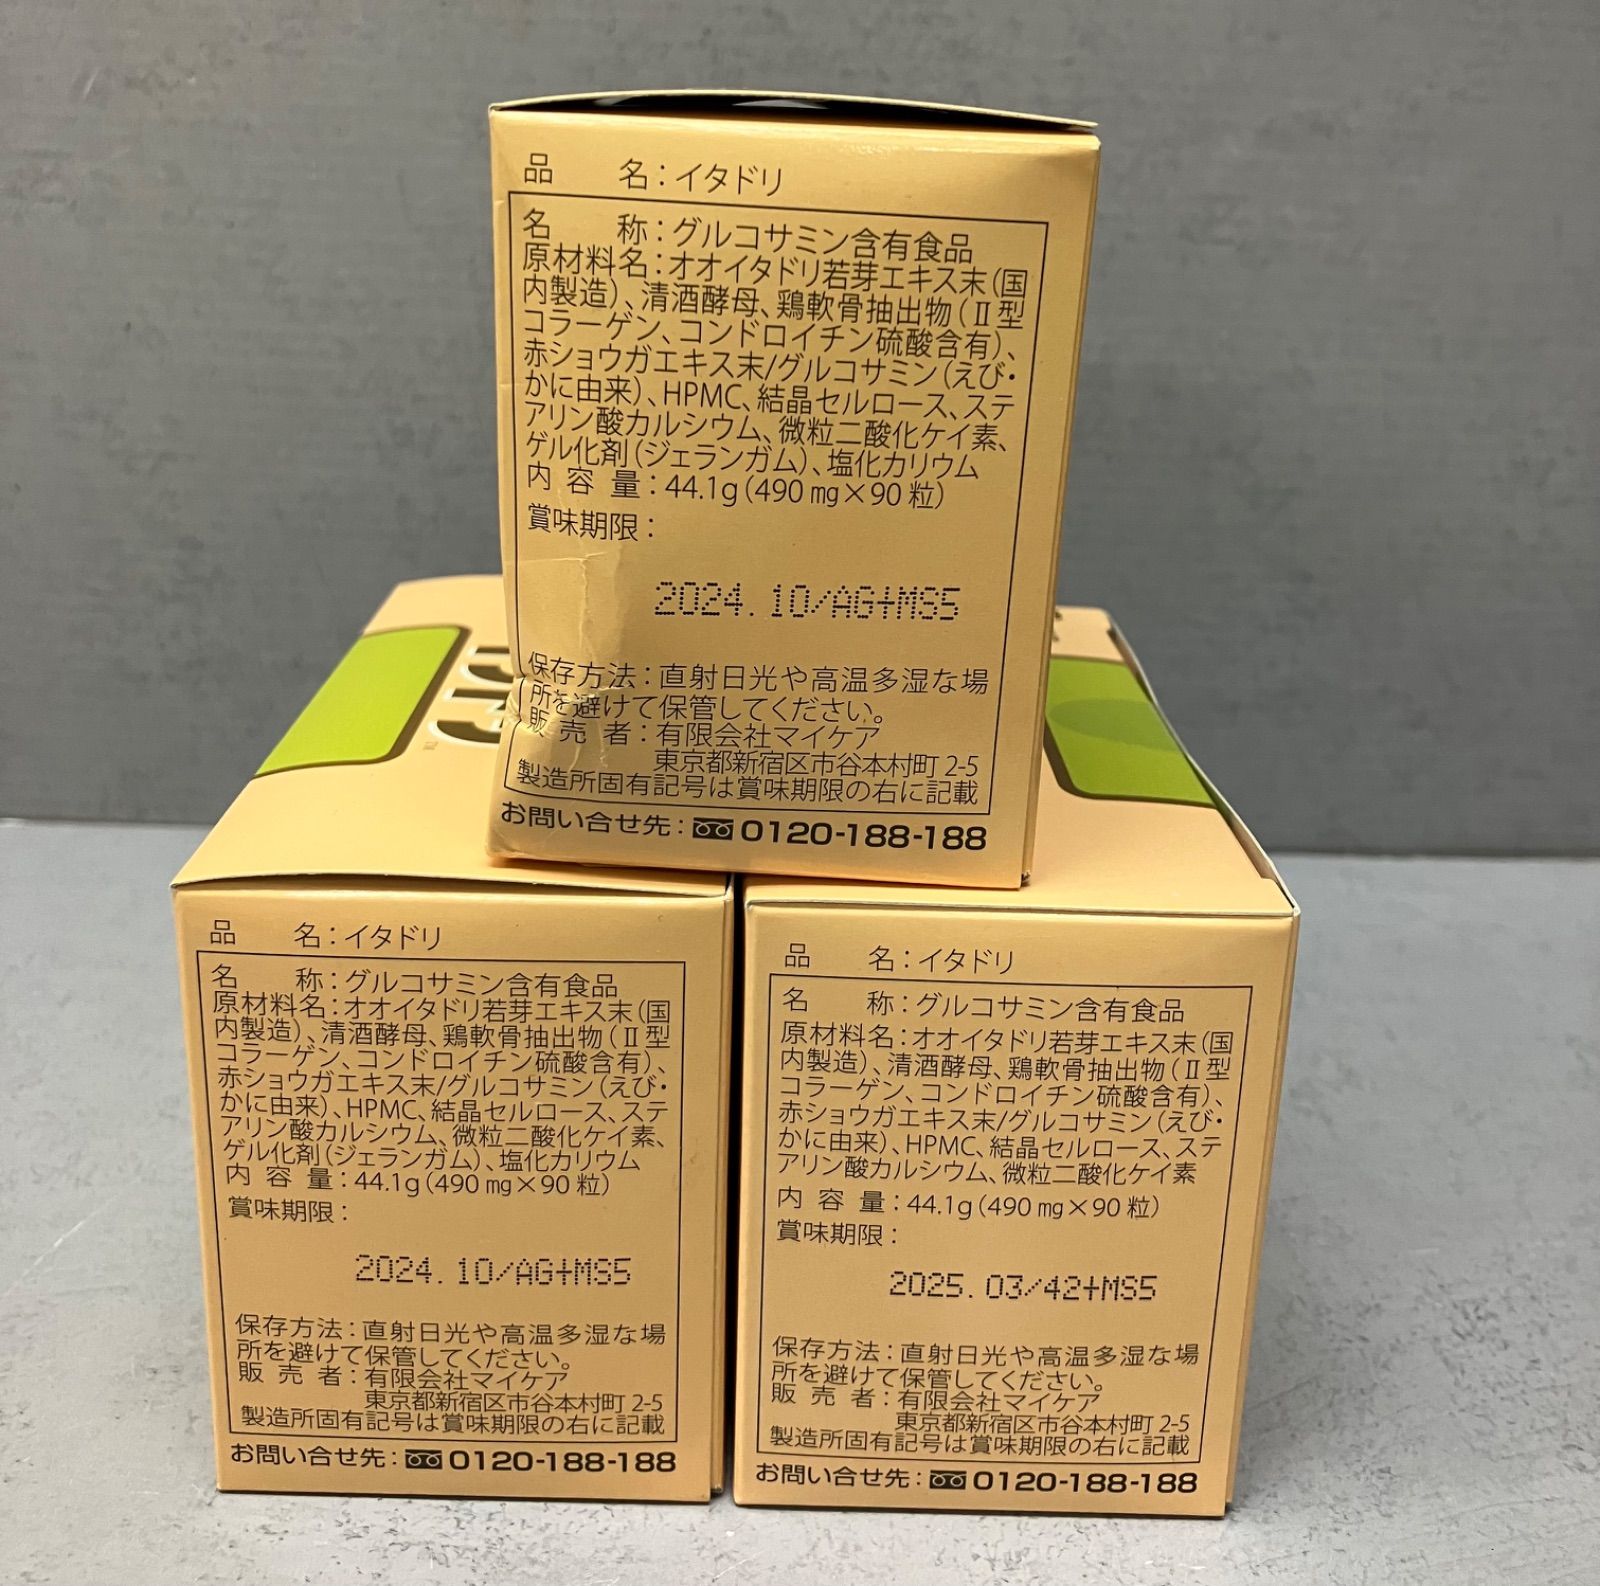 品　名：イタドリ
名　称：グルコサミン含有食品
原材料名：オオイタドリ若芽エキス末（国
内製造）、清酒酵母、鶏軟骨抽出物（Ⅱ型
コラーゲン、コンドロイチン硫酸含有）、
赤ショウガエキス末/グルコサミン（えび・
かに由来）、HPMC、結晶セルロース、ステ
アリン酸カルシウム、微粒二酸化ケイ素、
ゲル化剤（ジェランガム）、塩化カリウム
内容量：44.1g（490㎎×90粒）
賞味期限：
2024.10/AG+MS5
保存方法：直射日光や高温多湿な場
所を避けて保管してください。
販売者：有限会社マイケア
東京都新宿区市谷本村町2-5
製造所固有記号は賞味期限の右に記載
お問い合せ先：0120-188-188
品　名：イタドリ
名　称：グルコサミン含有食品
原材料名：オオイタドリ若芽エキス末（国
内製造）、清酒酵母、鶏軟骨抽出物（Ⅱ型
コラーゲン、コンドロイチン硫酸含有）、
赤ショウガエキス末/グルコサミン（えび・
かに由来）、HPMC、結晶セルロース、ステ
アリン酸カルシウム、微粒二酸化ケイ素、
ゲル化剤（ジェランガム）、塩化カリウム
内容量：44.1g（490㎎×90粒）
賞味期限：
2024.10/AG+MS5
保存方法：直射日光や高温多湿な場
所を避けて保管してください。
販売者：有限会社マイケア
東京都新宿区市谷本村町2-5
製造所固有記号は賞味期限の右に記載
お問い合せ先：0120-188-188
品　名：イタドリ
名　称：グルコサミン含有食品
原材料名：オオイタドリ若芽エキス末（国
内製造）、清酒酵母、鶏軟骨抽出物（Ⅱ型
コラーゲン、コンドロイチン硫酸含有）、
赤ショウガエキス末/グルコサミン（えび・
かに由来）、HPMC、結晶セルロース、ステ
アリン酸カルシウム、微粒二酸化ケイ素
内容量：44.1g（490㎎×90粒）
賞味期限：
2025.03/42+MS5
保存方法：直射日光や高温多湿な場
所を避けて保管してください。
販売者：有限会社マイケア
東京都新宿区市谷本村町2-5
製造所固有記号は賞味期限の右に記載
お問い合せ先：0120-188-188